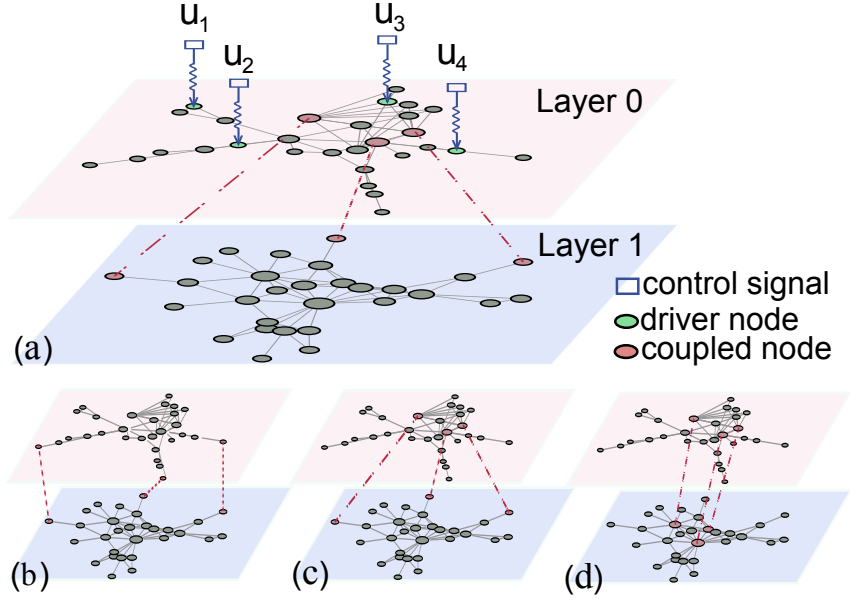 u1
u2
u3
u4
Layer 0
Layer 1
control signal
driver node
coupled node
(a)
(b)
(c)
(d)